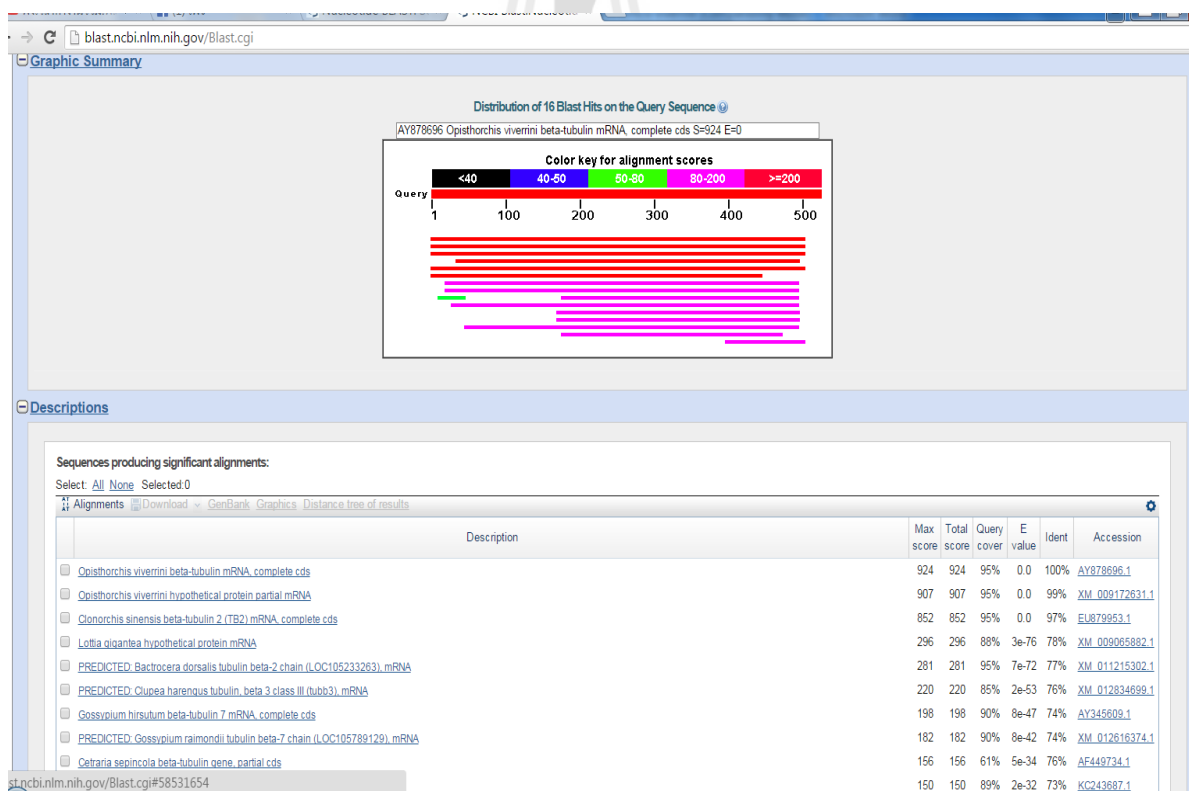 blast.ncbi.nlm.nih.gov/Blast.cgi
Graphic Summary
Distribution of 16 Blast Hits on the Query Sequence
AY878696 Opisthorchis viverrini beta-tubulin mRNA, complete cds S=924 E=0
Color key for alignment scores
<40 40-50 50-80 80-200 >=200
Query
1 100 200 300 400 500
Descriptions
Sequences producing significant alignments:
Select: All None Selected:0
Alignments Download GenBank Graphics Distance tree of results
Description Max score Total score Query cover E value Ident Accession
Opisthorchis viverrini beta-tubulin mRNA, complete cds 924 924 95% 0.0 100% AY878696.1
Opisthorchis viverrini hypothetical protein partial mRNA 907 907 95% 0.0 99% XM_009172631.1
Clonorchis sinensis beta-tubulin 2 (TB2) mRNA, complete cds 852 852 95% 0.0 97% EU879953.1
Lottia gigantea hypothetical protein mRNA 296 296 88% 3e-76 78% XM_009065882.1
PREDICTED: Bactrocera dorsalis tubulin beta-2 chain (LOC105233263), mRNA 281 281 95% 7e-72 77% XM_011215302.1
PREDICTED: Clupea harengus tubulin, beta 3 class III (tubb3), mRNA 220 220 85% 2e-53 76% XM_012834699.1
Gossypium hirsutum beta-tubulin 7 mRNA, complete cds 198 198 90% 8e-47 74% AY345609.1
PREDICTED: Gossypium raimondii tubulin beta-7 chain (LOC105789129), mRNA 182 182 90% 8e-42 74% XM_012616374.1
Cetraria sepincola beta-tubulin gene, partial cds 156 156 61% 5e-34 76% AF449734.1
150 150 89% 2e-32 73% KC243687.1
st.ncbi.nlm.nih.gov/Blast.cgi#58531654